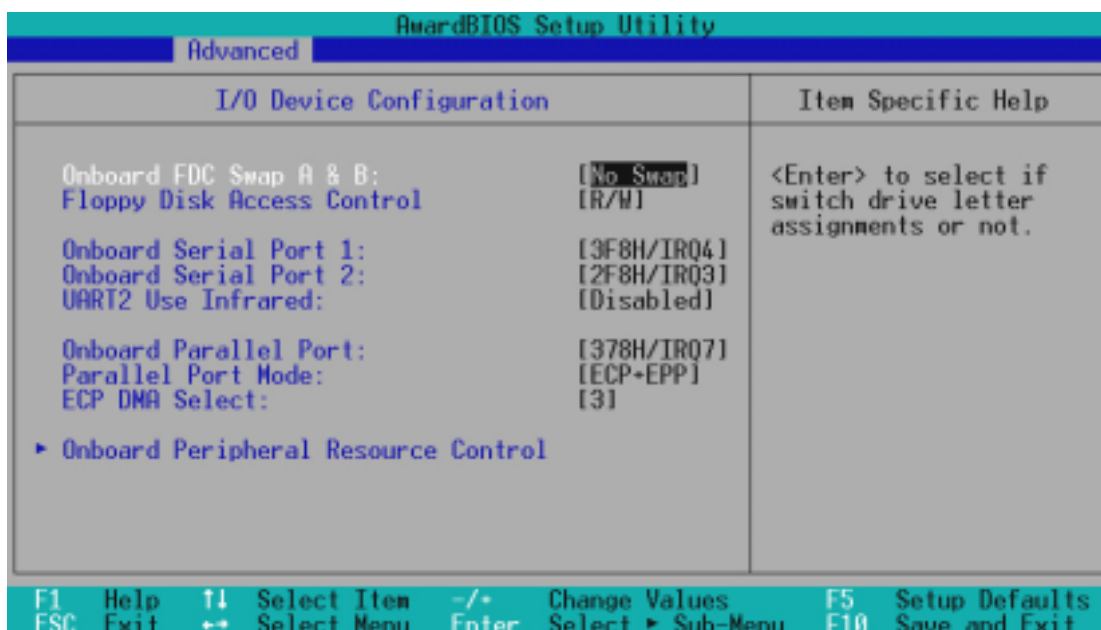 AwardBIOS Setup Utility
Advanced
I/O Device Configuration
Item Specific Help
Onboard FDC Swap A & B: [No Swap]
Floppy Disk Access Control [R/W]
Onboard Serial Port 1: [3F8H/IRQ4]
Onboard Serial Port 2: [2F8H/IRQ3]
UART2 Use Infrared: [Disabled]
Onboard Parallel Port: [378H/IRQ7]
Parallel Port Mode: [ECP+EPP]
ECP DMA Select: [3]
▸ Onboard Peripheral Resource Control
<Enter> to select if
switch drive letter
assignments or not.
F1 Help ↑↓ Select Item -/+ Change Values F5 Setup Defaults
ESC Exit ←→ Select Menu Enter Select ▸ Sub-Menu F10 Save and Exit